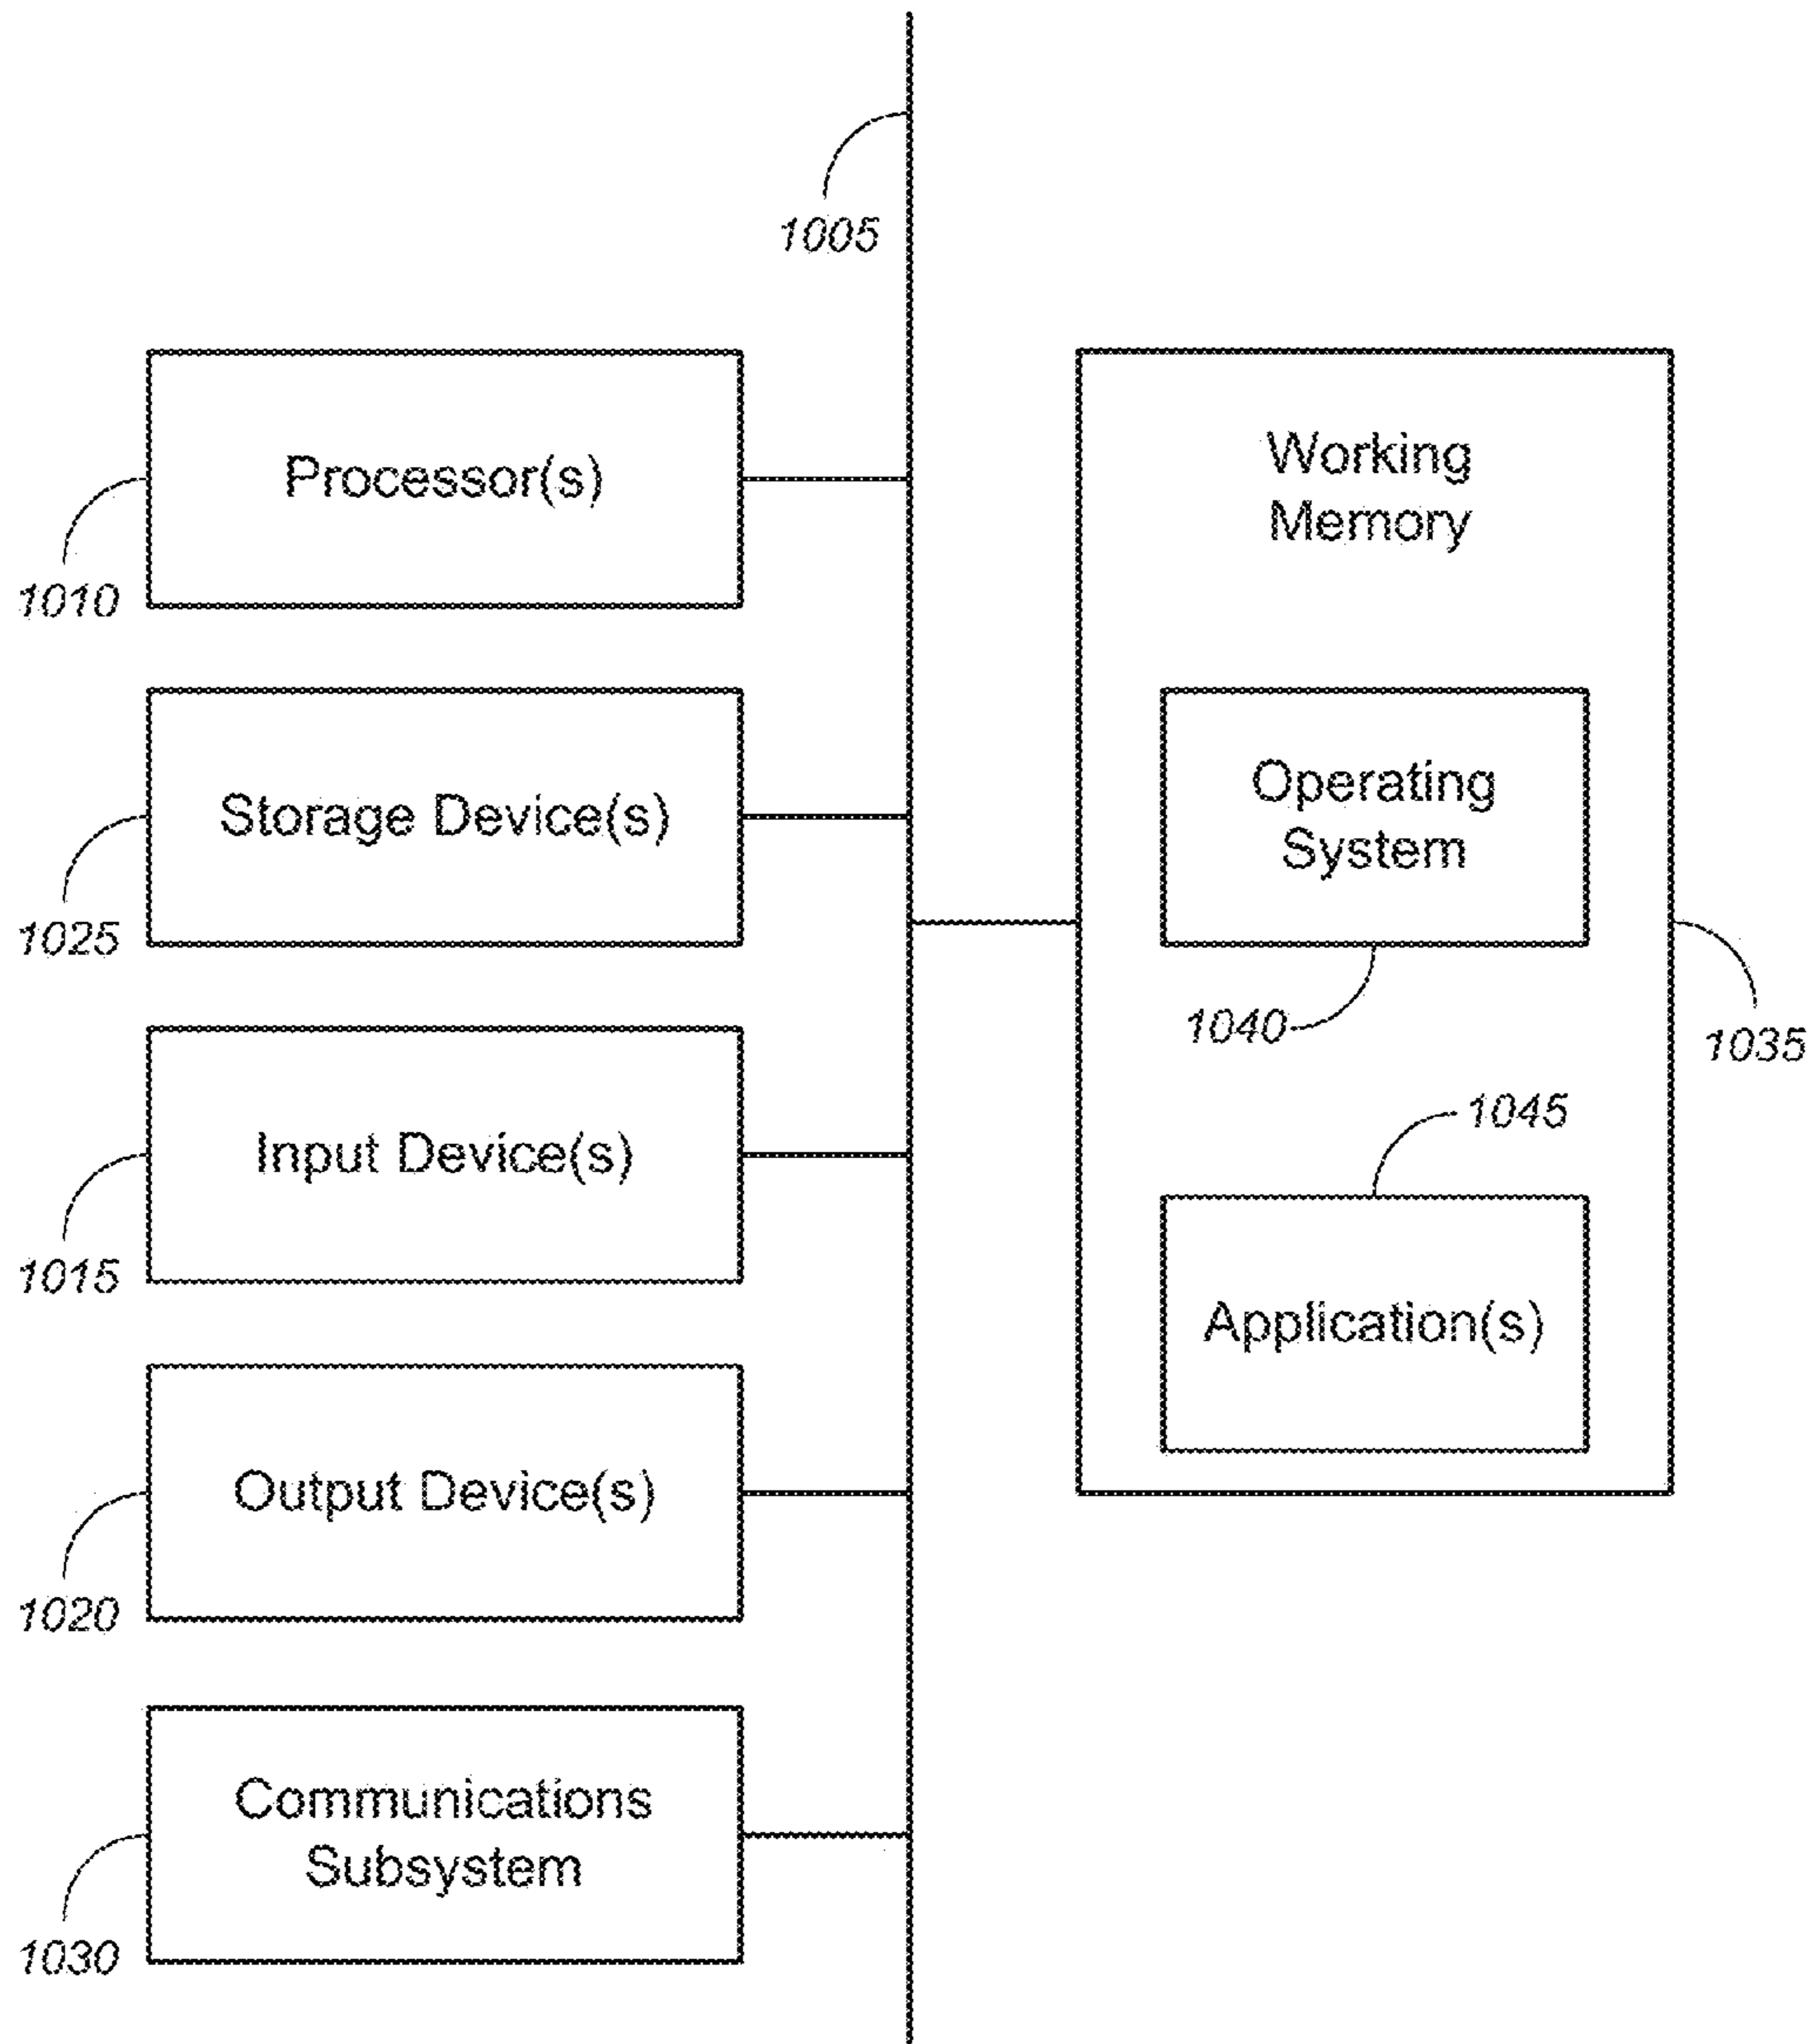 1005
Processor(s)
1010
Storage Device(s)
1025
Input Device(s)
1015
Output Device(s)
1020
Communications
Subsystem
1030
Working
Memory
Operating
System
1040
1035
1045
Application(s)